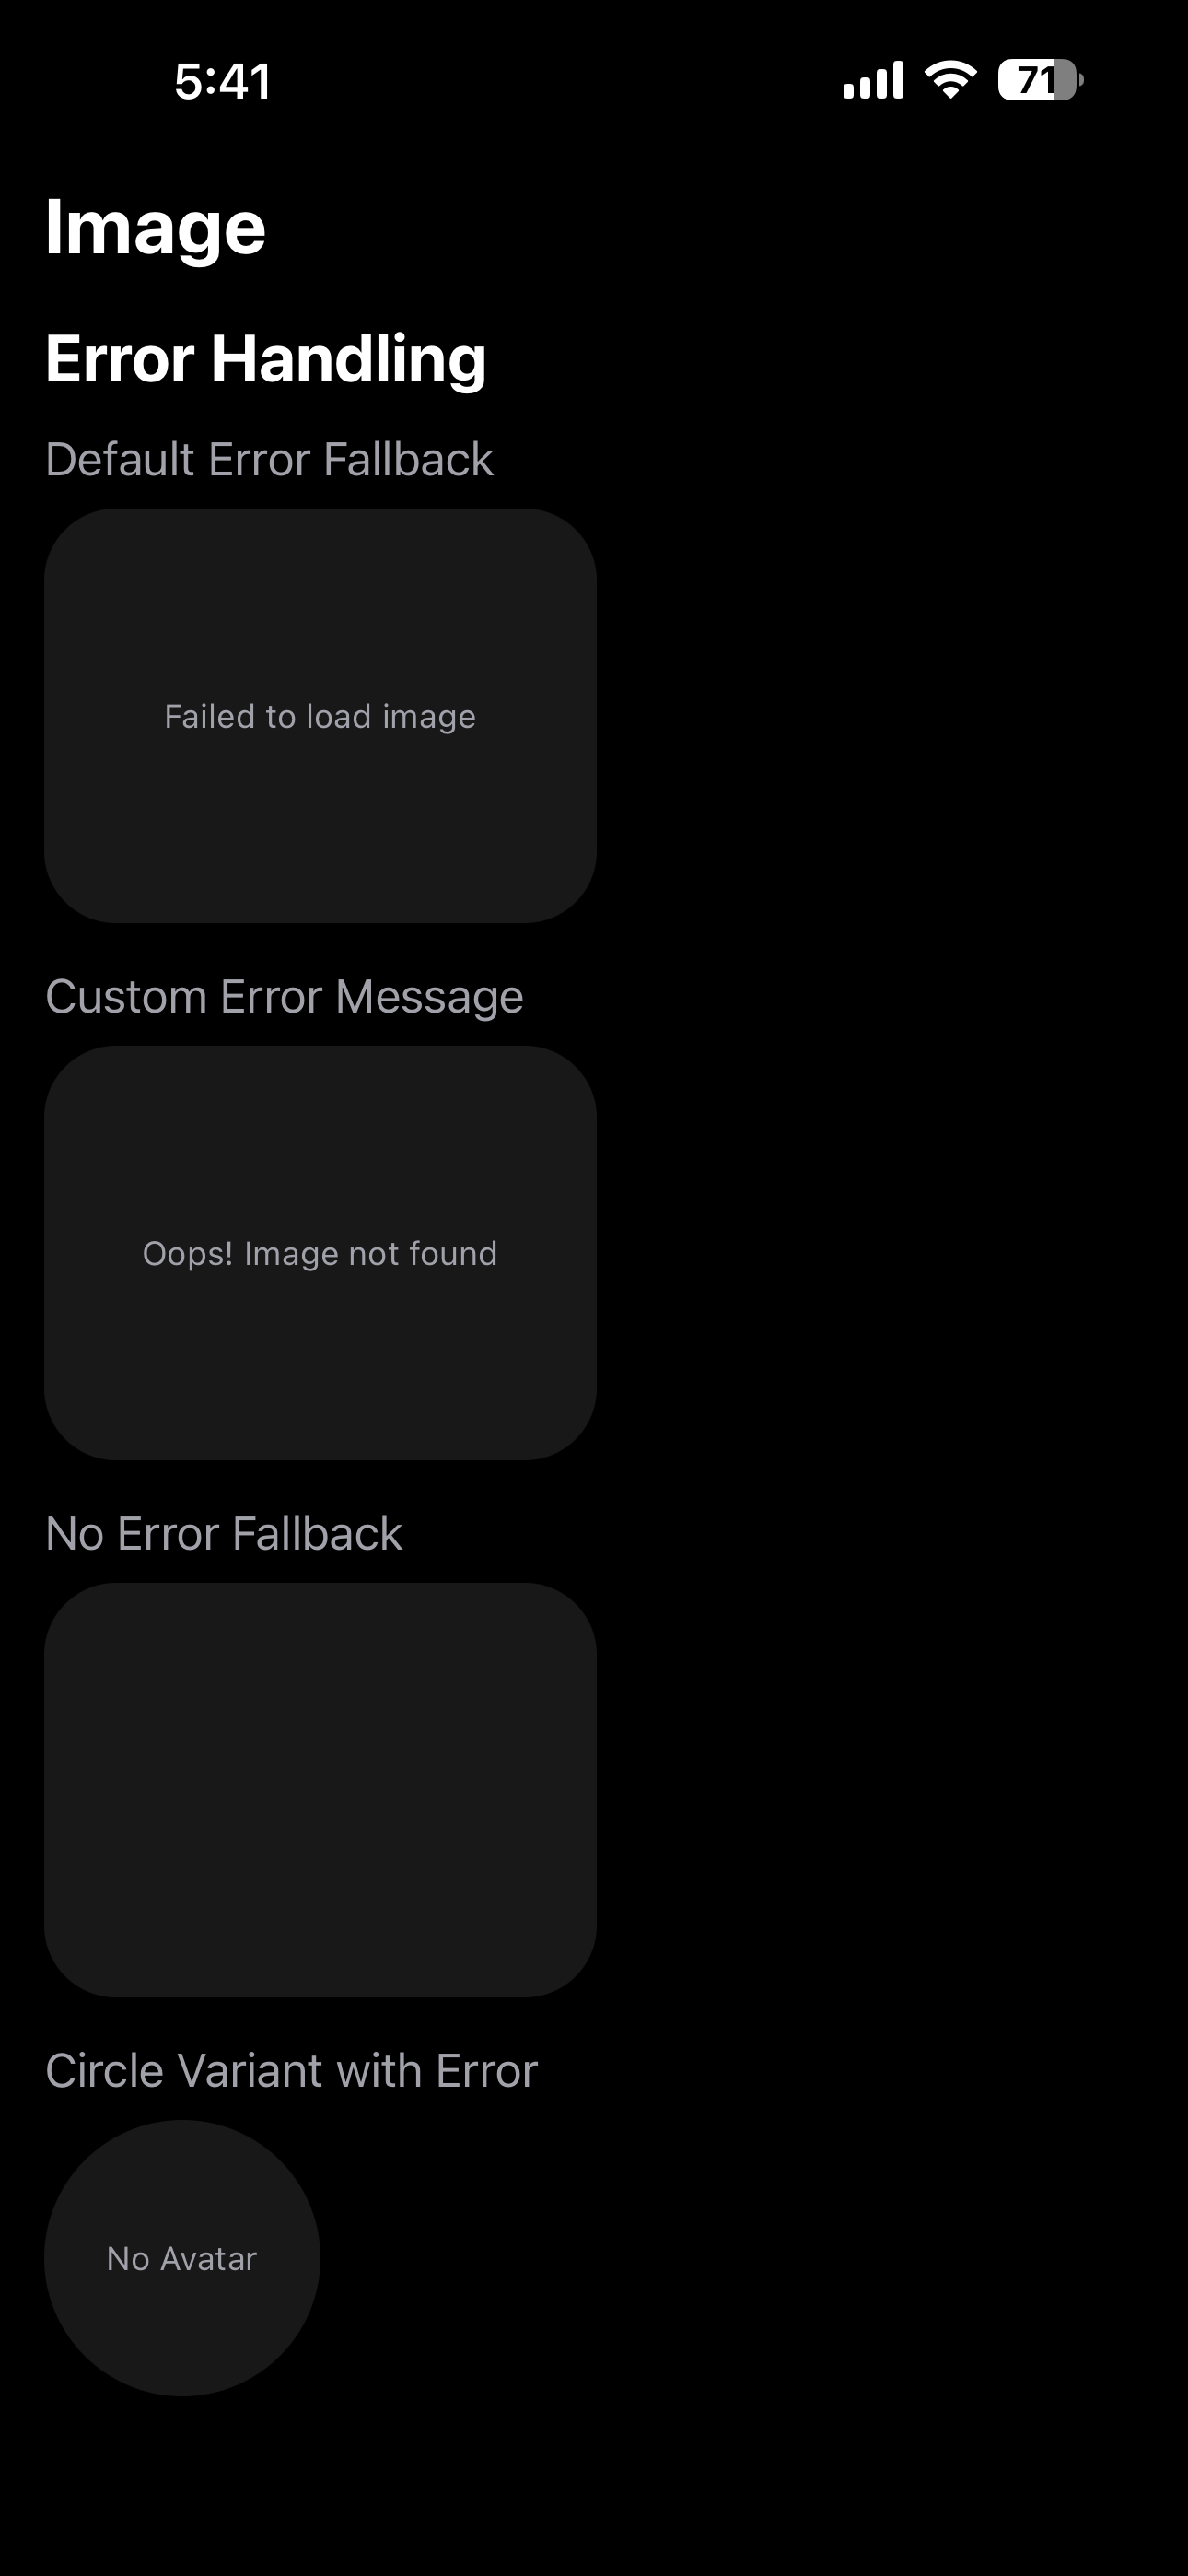 5:41
71
Image
Error Handling
Default Error Fallback
Failed to load image
Custom Error Message
Oops! Image not found
No Error Fallback
Circle Variant with Error
No Avatar